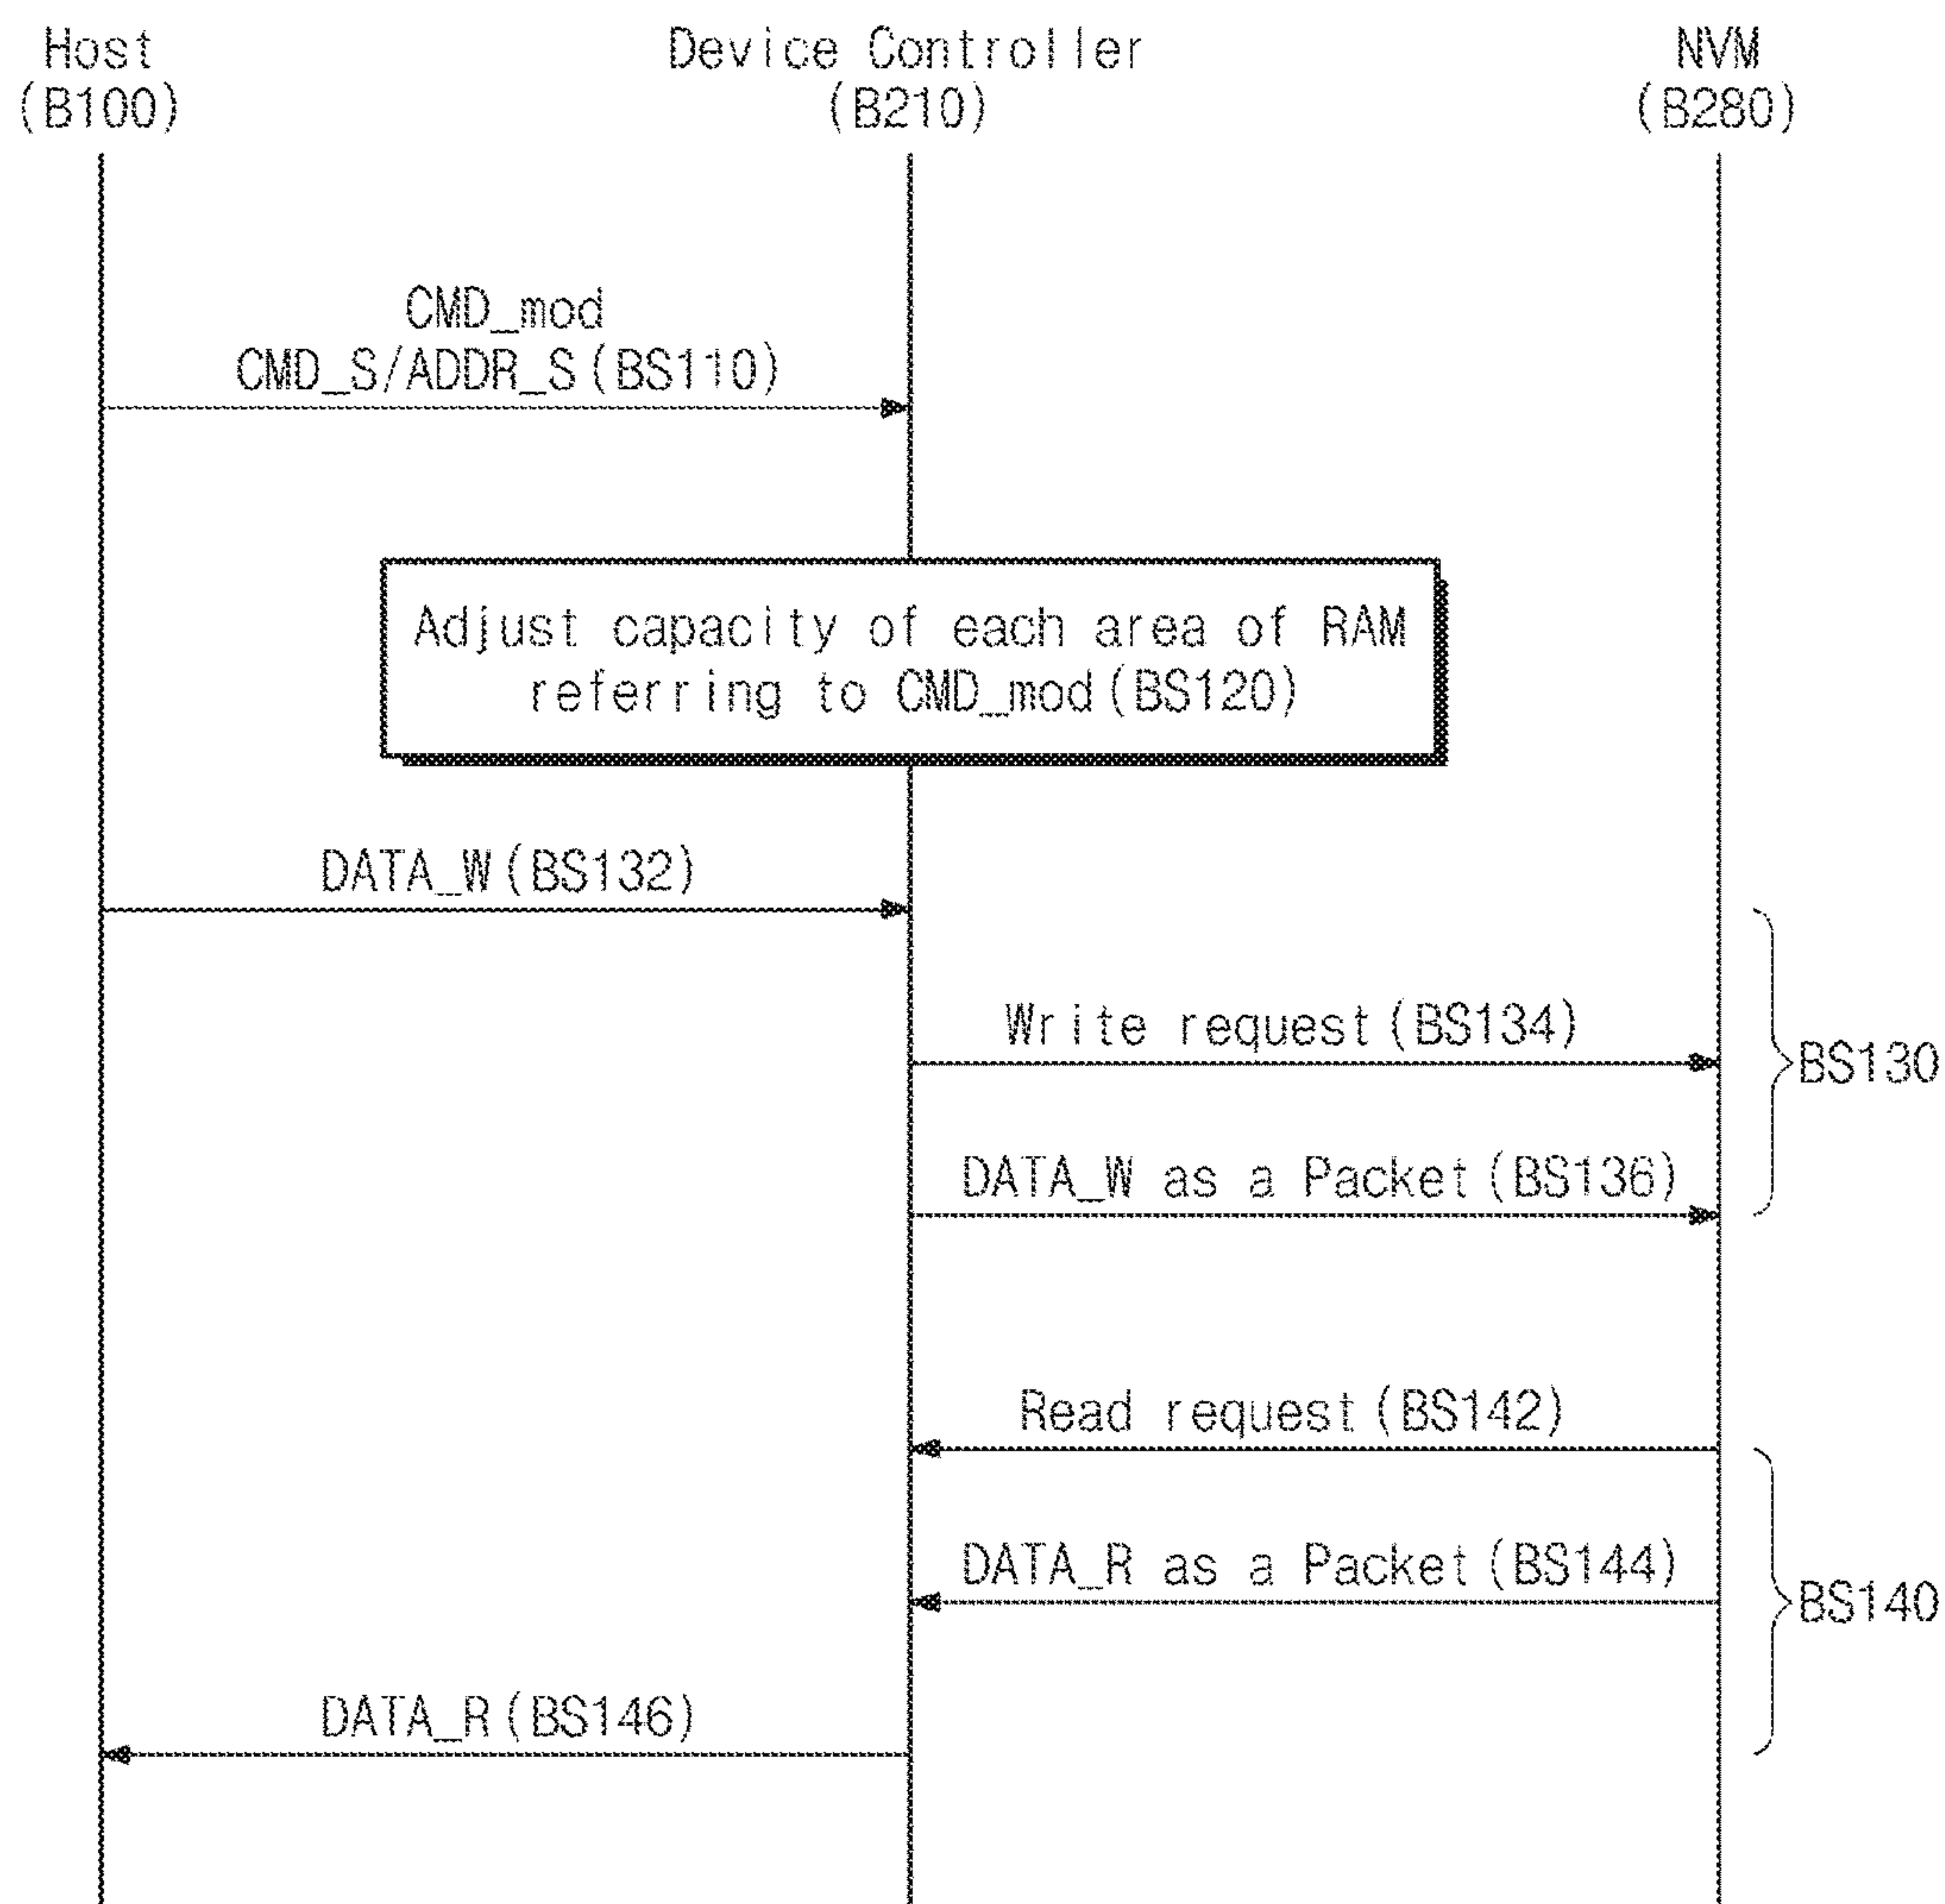 Host
(B100)
Device Controller
(B210)
NVM
(B280)
CMD_mod
CMD_S/ADDR_S(BS110)
Adjust capacity of each area of RAM
referring to CMD_mod(BS120)
DATA_W(BS132)
Write request(BS134)
BS130
DATA_W as a Packet(BS136)
Read request(BS142)
DATA_R as a Packet(BS144)
BS140
DATA_R(BS146)